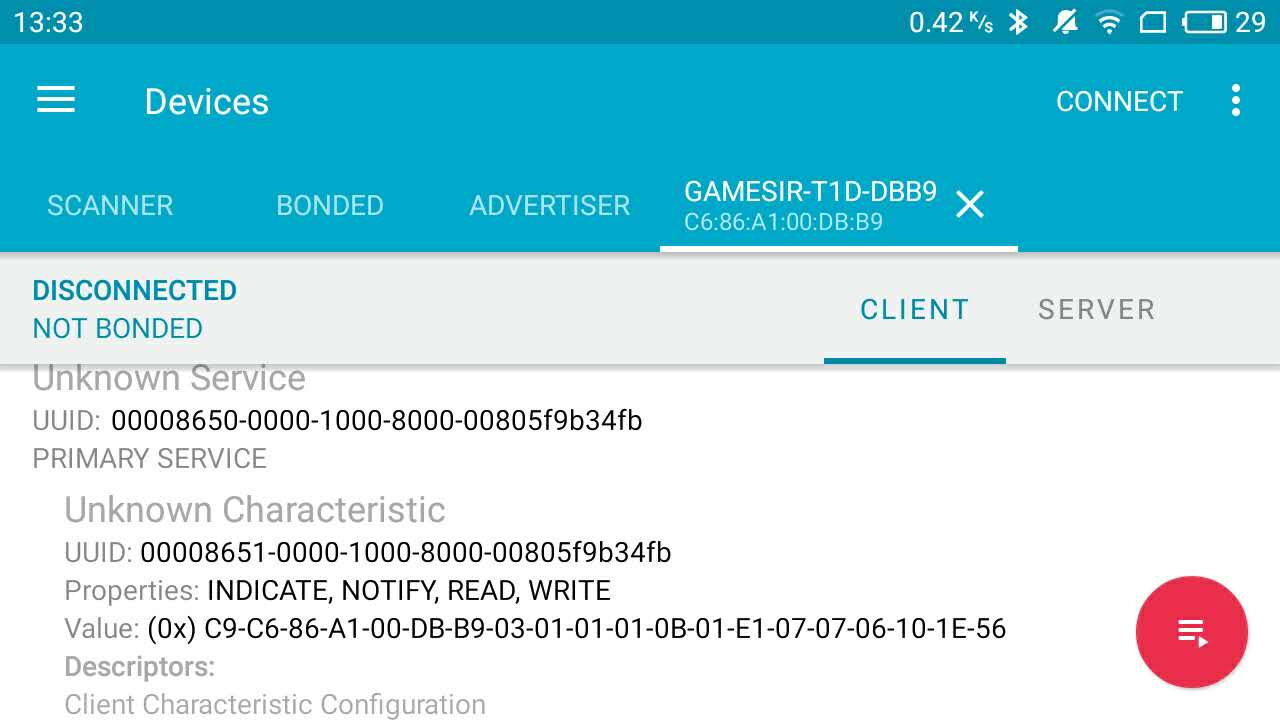 13:33
0.42 K/s
29
Devices
CONNECT
SCANNER
BONDED
ADVERTISER
GAMESIR-T1D-DBB9
C6:86:A1:00:DB:B9
DISCONNECTED
NOT BONDED
CLIENT
SERVER
Unknown Service
UUID: 00008650-0000-1000-8000-00805f9b34fb
PRIMARY SERVICE
Unknown Characteristic
UUID: 00008651-0000-1000-8000-00805f9b34fb
Properties: INDICATE, NOTIFY, READ, WRITE
Value: (0x) C9-C6-86-A1-00-DB-B9-03-01-01-01-0B-01-E1-07-07-06-10-1E-56
Descriptors:
Client Characteristic Configuration